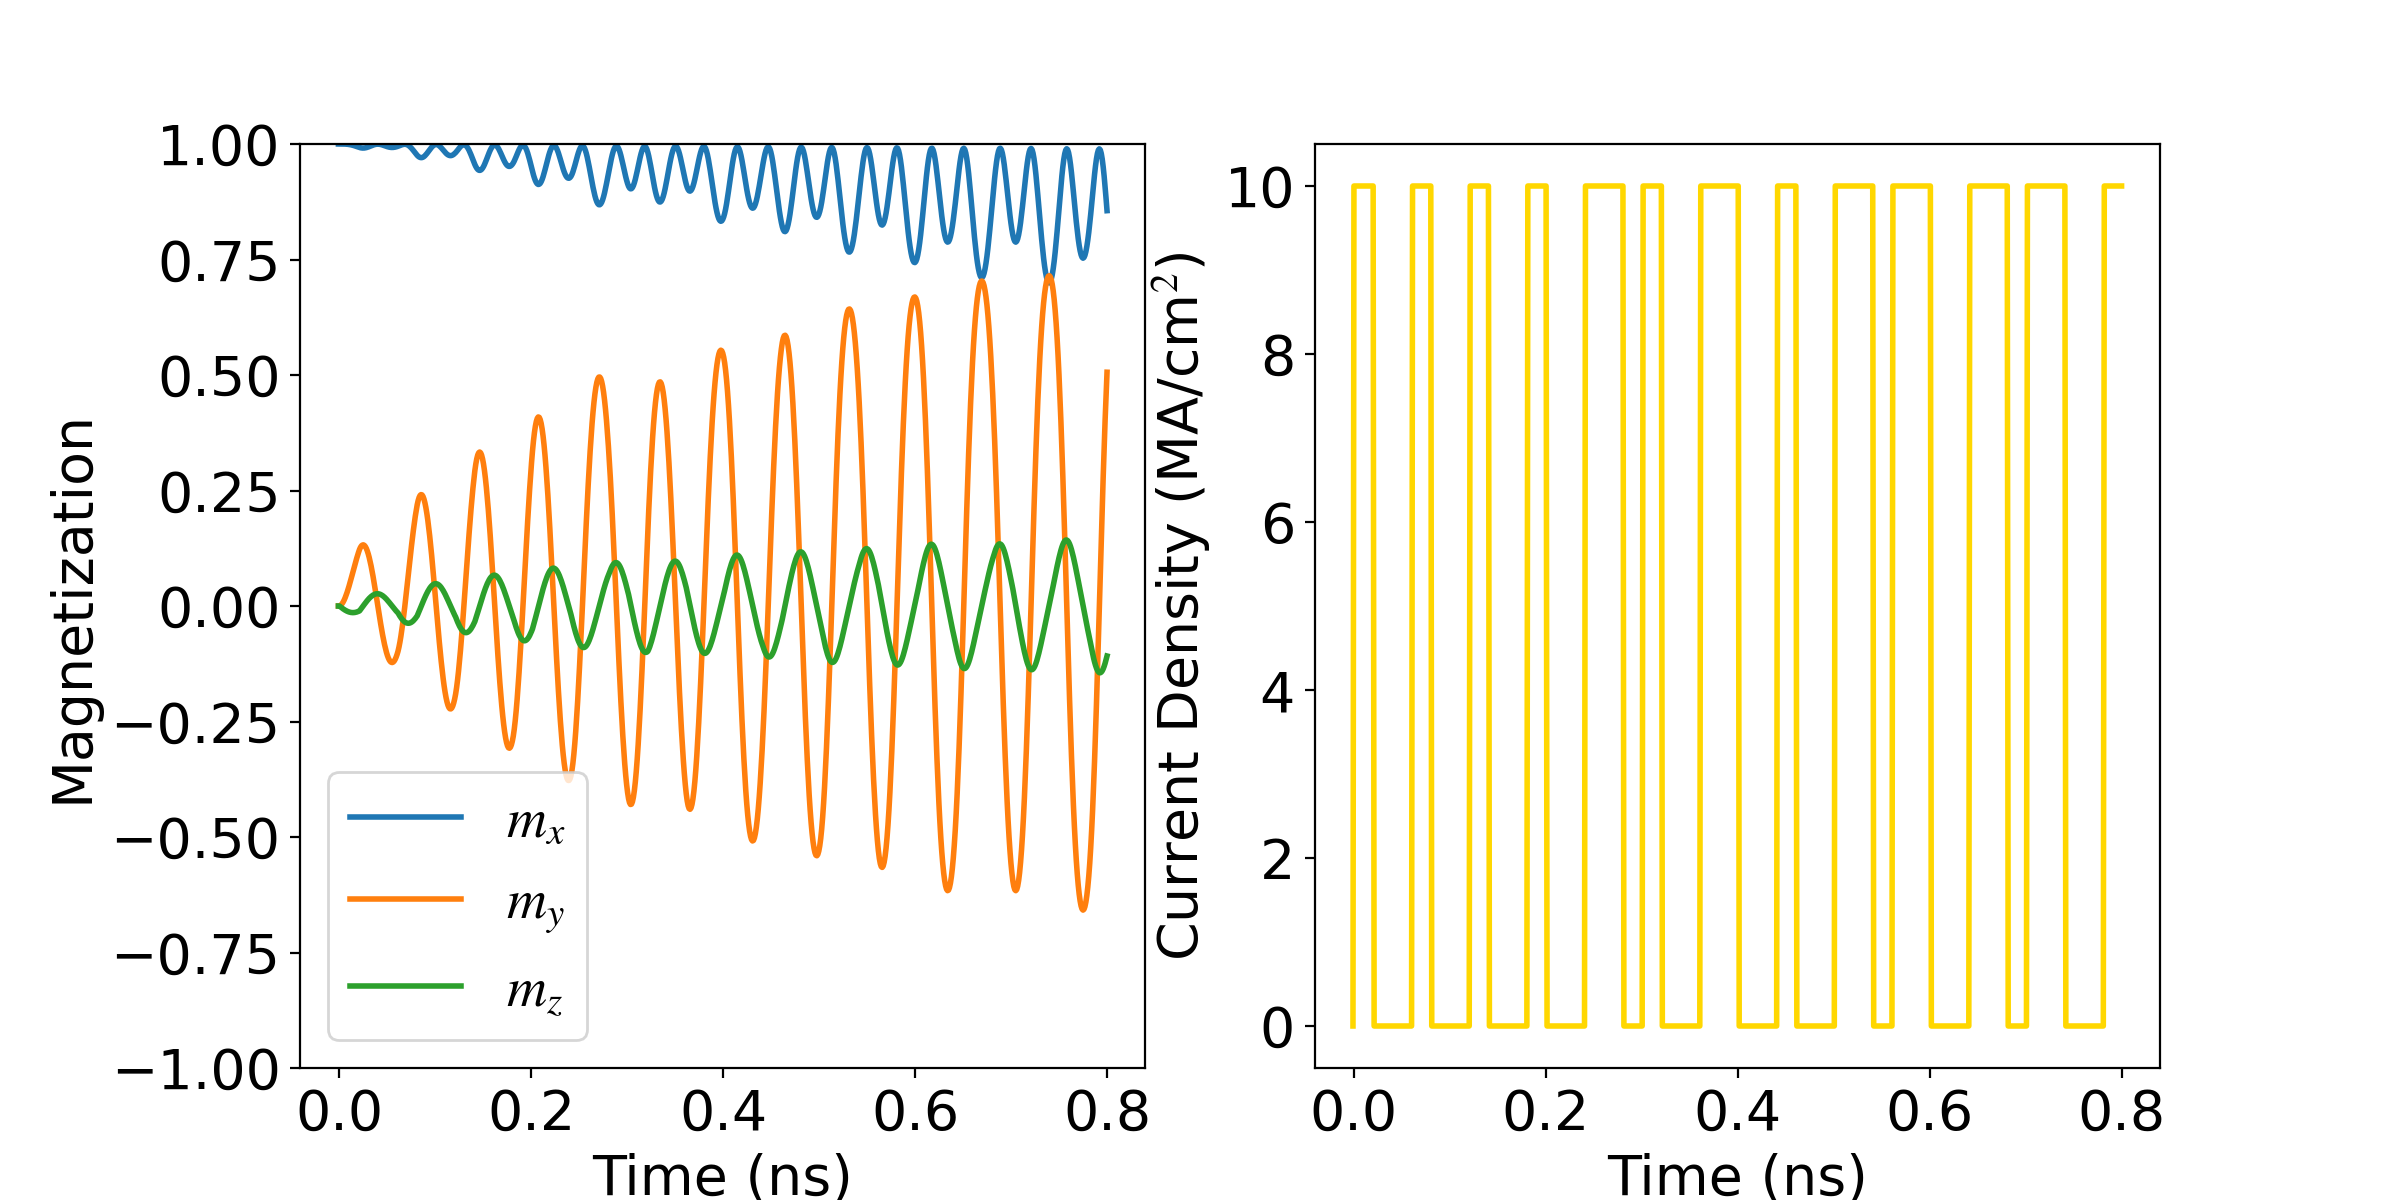 Magnetization
1.00
0.75
0.50
0.25
0.00
−0.25
−0.50
−0.75
−1.00
0.0 0.2 0.4 0.6 0.8
Time (ns)
m_x
m_y
m_z
Current Density (MA/cm²)
10
8
6
4
2
0
0.0 0.2 0.4 0.6 0.8
Time (ns)